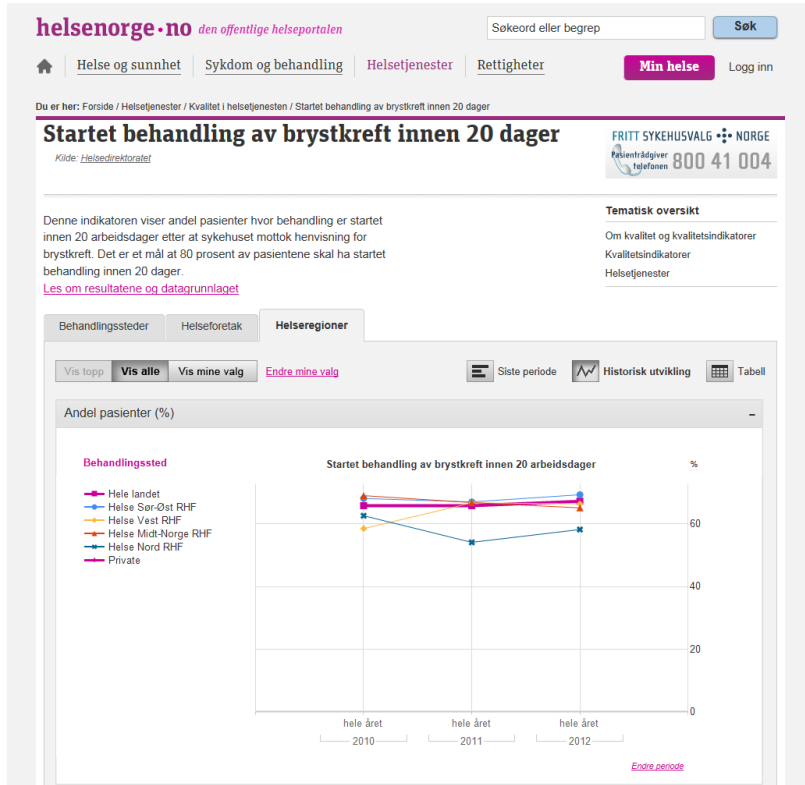 helsenorge•no den offentlige helseportalen
Søkeord eller begrep
Søk
Helse og sunnhet
Sykdom og behandling
Helsetjenester
Rettigheter
Min helse
Logg inn
Du er her: Forside / Helsetjenester / Kvalitet i helsetjenesten / Startet behandling av brystkreft innen 20 dager
Startet behandling av brystkreft innen 20 dager
Kilde: Helsedirektoratet
FRITT SYKEHUSVALG NORGE
Pasientrådgiver
telefonen 800 41 004
Denne indikatoren viser andel pasienter hvor behandling er startet
innen 20 arbeidsdager etter at sykehuset mottok henvisning for
brystkreft. Det er et mål at 80 prosent av pasientene skal ha startet
behandling innen 20 dager.
Les om resultatene og datagrunnlaget
Tematisk oversikt
Om kvalitet og kvalitetsindikatorer
Kvalitetsindikatorer
Helsetjenester
Behandlingssteder
Helseforetak
Helseregioner
Vis topp
Vis alle
Vis mine valg
Endre mine valg
Siste periode
Historisk utvikling
Tabell
Andel pasienter (%)
–
Behandlingssted
Hele landet
Helse Sør-Øst RHF
Helse Vest RHF
Helse Midt-Norge RHF
Helse Nord RHF
Private
Startet behandling av brystkreft innen 20 arbeidsdager
%
60
40
20
0
hele året
hele året
hele året
2010
2011
2012
Endre periode